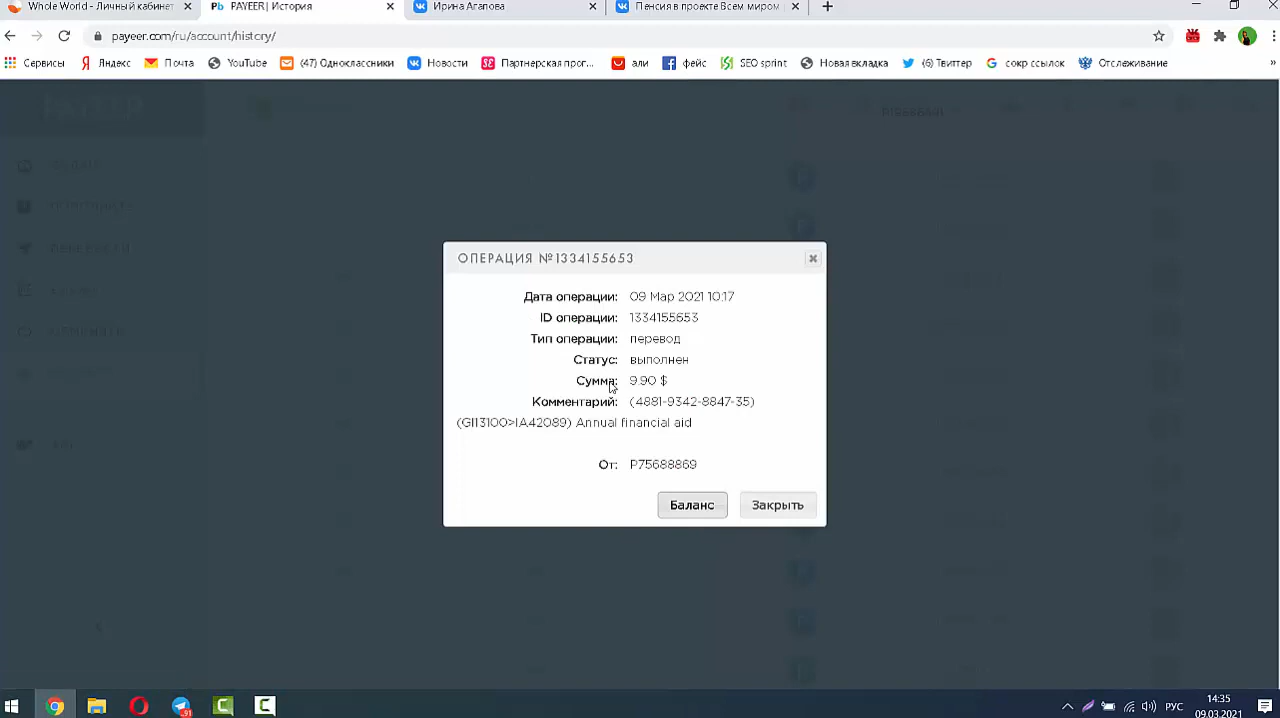 Whole World - Личный кабинет
PAYEER | История
Ирина Агапова
Пенсия в проекте Всем миром
payeer.com/ru/account/history/
Сервисы Яндекс Почта YouTube (47) Одноклассники Новости Партнерская прог... али фейс SEO sprint Новая вкладка (6) Твиттер сокр ссылок Отслеживание »
ОПЕРАЦИЯ №1334155653
Дата операции: 09 Мар 2021 10:17
ID операции: 1334155653
Тип операции: перевод
Статус: выполнен
Сумма: 9.90 $
Комментарий: (4881-9342-8847-35)
(GI13100>IA42089) Annual financial aid
От: P75688869
Баланс Закрыть
91
РУС
14:35
09.03.2021